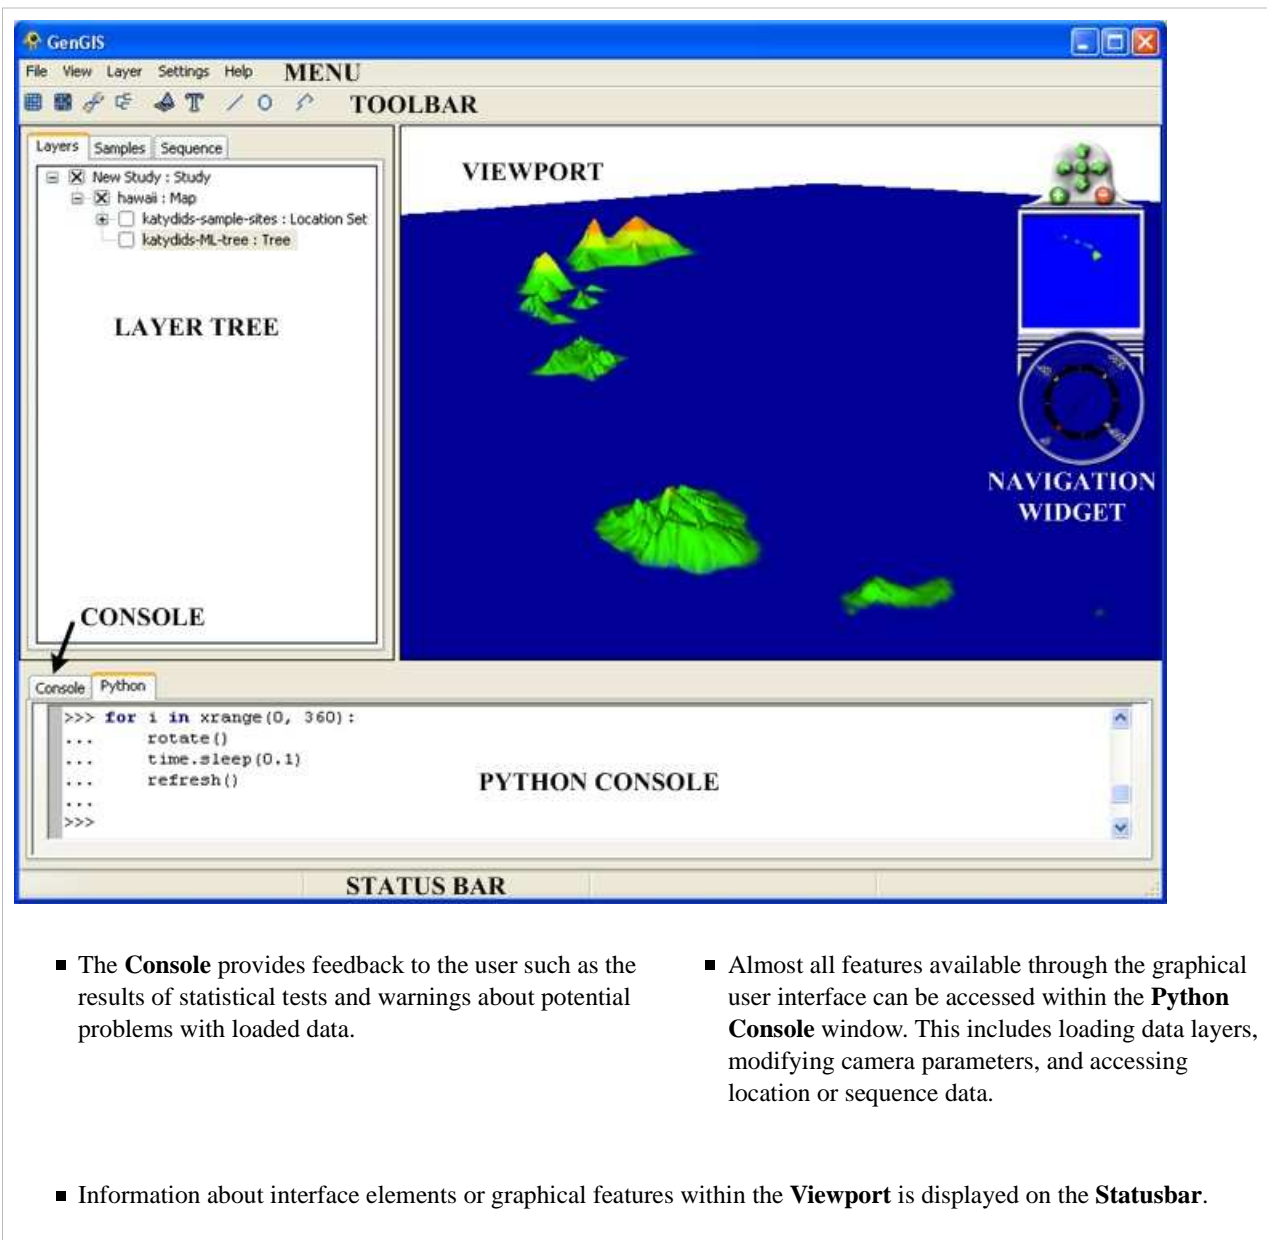 GenGIS
File View Layer Settings Help MENU
TOOLBAR
Layers Samples Sequence
New Study : Study
hawaii : Map
katydids-sample-sites : Location Set
katydids-ML-tree : Tree
LAYER TREE
VIEWPORT
NAVIGATION
WIDGET
CONSOLE
Console Python
>>> for i in xrange(0, 360):
... rotate()
... time.sleep(0.1)
... refresh()
...
>>>
PYTHON CONSOLE
STATUS BAR
The Console provides feedback to the user such as the
results of statistical tests and warnings about potential
problems with loaded data.
Almost all features available through the graphical
user interface can be accessed within the Python
Console window. This includes loading data layers,
modifying camera parameters, and accessing
location or sequence data.
Information about interface elements or graphical features within the Viewport is displayed on the Statusbar.